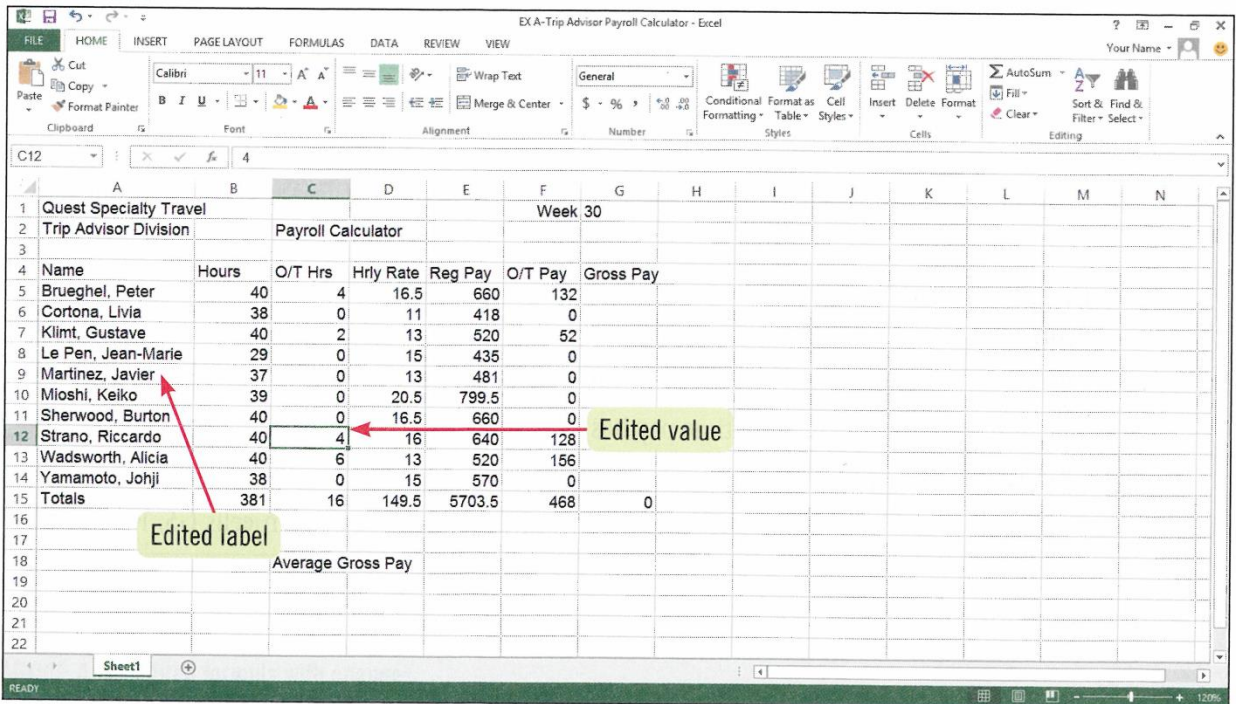 EX A-Trip Advisor Payroll Calculator - Excel
FILE HOME INSERT PAGE LAYOUT FORMULAS DATA REVIEW VIEW Your Name
Paste
Cut
Copy
Format Painter
Calibri 11
B I U
Wrap Text
Merge & Center
General
$ % ,
Conditional Formatting
Format as Table
Cell Styles
Insert Delete Format
AutoSum
Fill
Clear
Sort & Filter
Find & Select
Clipboard Font Alignment Number Styles Cells Editing
C12 fx 4
A B C D E F G H I J K L M N
1 Quest Specialty Travel Week 30
2 Trip Advisor Division Payroll Calculator
3
4 Name Hours O/T Hrs Hrly Rate Reg Pay O/T Pay Gross Pay
5 Brueghel, Peter 40 4 16.5 660 132
6 Cortona, Livia 38 0 11 418 0
7 Klimt, Gustave 40 2 13 520 52
8 Le Pen, Jean-Marie 29 0 15 435 0
9 Martinez, Javier 37 0 13 481 0
10 Mioshi, Keiko 39 0 20.5 799.5 0
11 Sherwood, Burton 40 0 16.5 660 0
12 Strano, Riccardo 40 4 16 640 128
13 Wadsworth, Alicia 40 6 13 520 156
14 Yamamoto, Johji 38 0 15 570 0
15 Totals 381 16 149.5 5703.5 468 0
16
17
18 Average Gross Pay
19
20
21
22
Edited value
Edited label
Sheet1
READY 120%